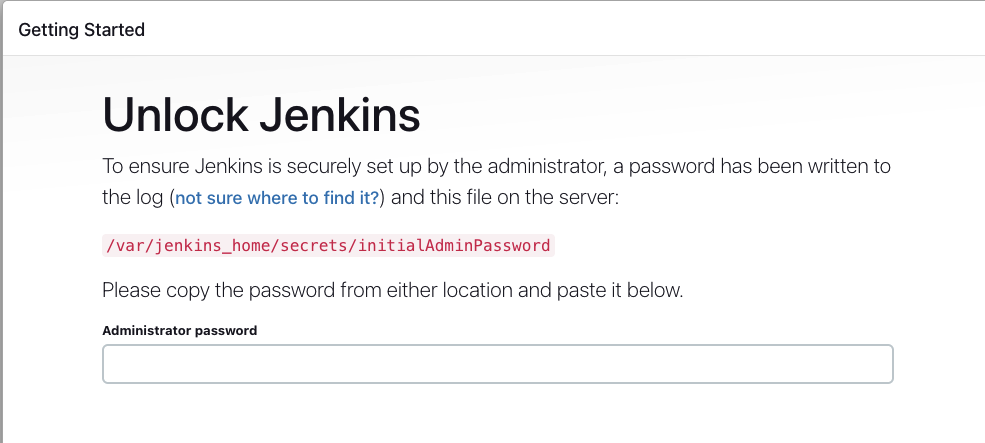 Getting Started
Unlock Jenkins
To ensure Jenkins is securely set up by the administrator, a password has been written to
the log (not sure where to find it?) and this file on the server:
/var/jenkins_home/secrets/initialAdminPassword
Please copy the password from either location and paste it below.
Administrator password